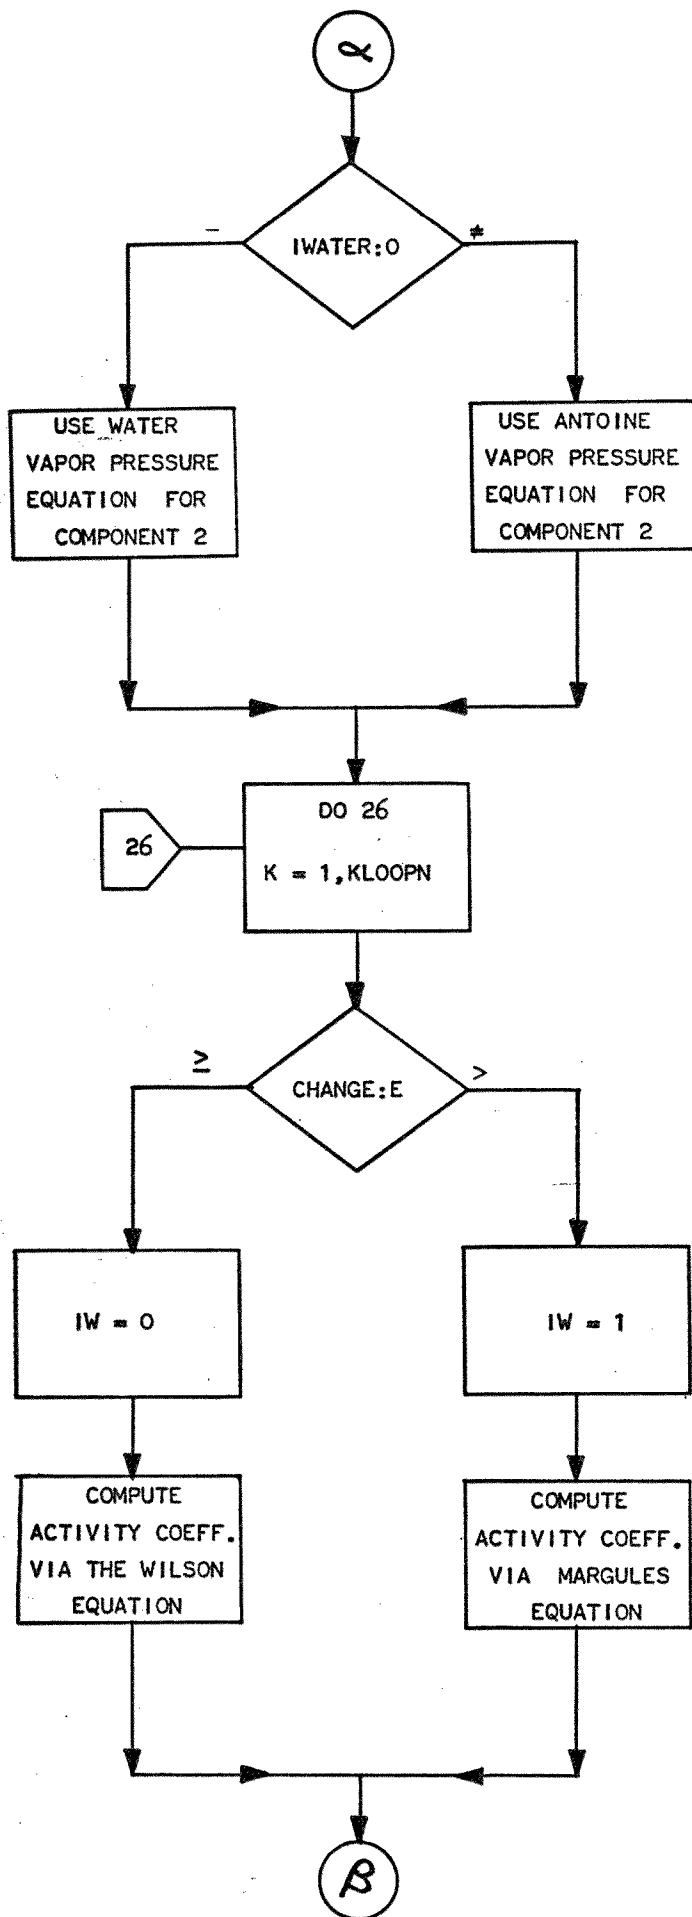 α
IWATER:0
−
≠
USE WATER
VAPOR PRESSURE
EQUATION FOR
COMPONENT 2
USE ANTOINE
VAPOR PRESSURE
EQUATION FOR
COMPONENT 2
26
DO 26
K = 1,KLOOPN
≥
CHANGE:E
>
IW = 0
IW = 1
COMPUTE
ACTIVITY COEFF.
VIA THE WILSON
EQUATION
COMPUTE
ACTIVITY COEFF.
VIA MARGULES
EQUATION
β